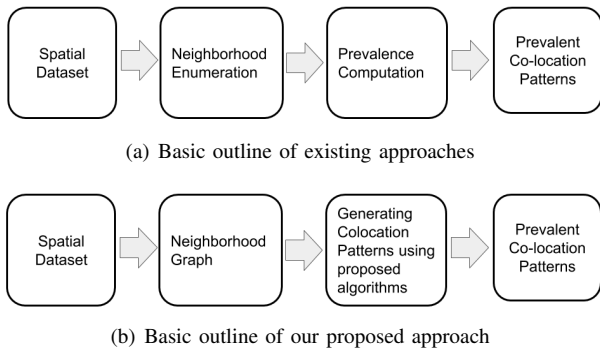 Spatial
Dataset
Neighborhood
Enumeration
Prevalence
Computation
Prevalent
Co-location
Patterns
(a) Basic outline of existing approaches
Spatial
Dataset
Neighborhood
Graph
Generating
Colocation
Patterns using
proposed
algorithms
Prevalent
Co-location
Patterns
(b) Basic outline of our proposed approach